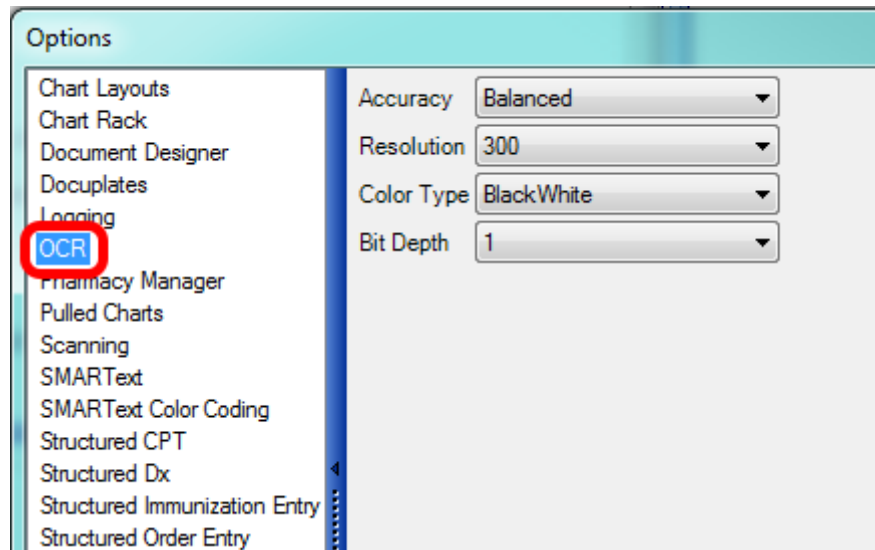 Options
Chart Layouts
Chart Rack
Document Designer
Docuplates
Logging
OCR
Pharmacy Manager
Pulled Charts
Scanning
SMARText
SMARText Color Coding
Structured CPT
Structured Dx
Structured Immunization Entry
Structured Order Entry
Accuracy Balanced
Resolution 300
Color Type BlackWhite
Bit Depth 1